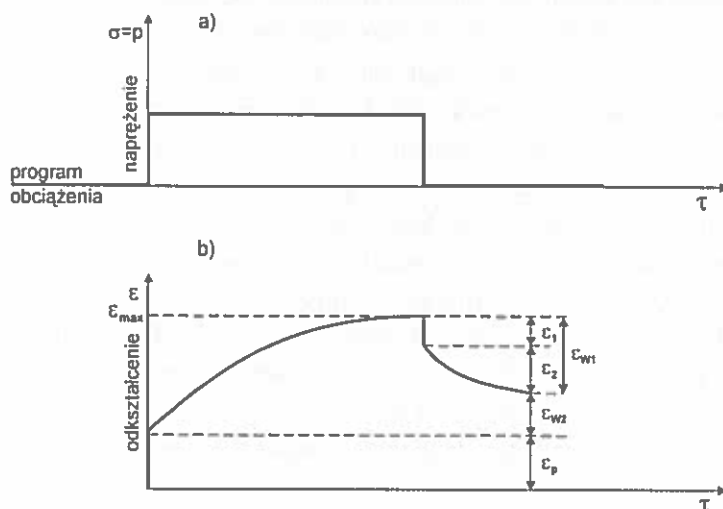 a)
σ=p
naprężenie
program
obciążenia
τ
b)
ε
εmax
odkształcenie
ε1
εW1
ε2
εW2
εp
τ